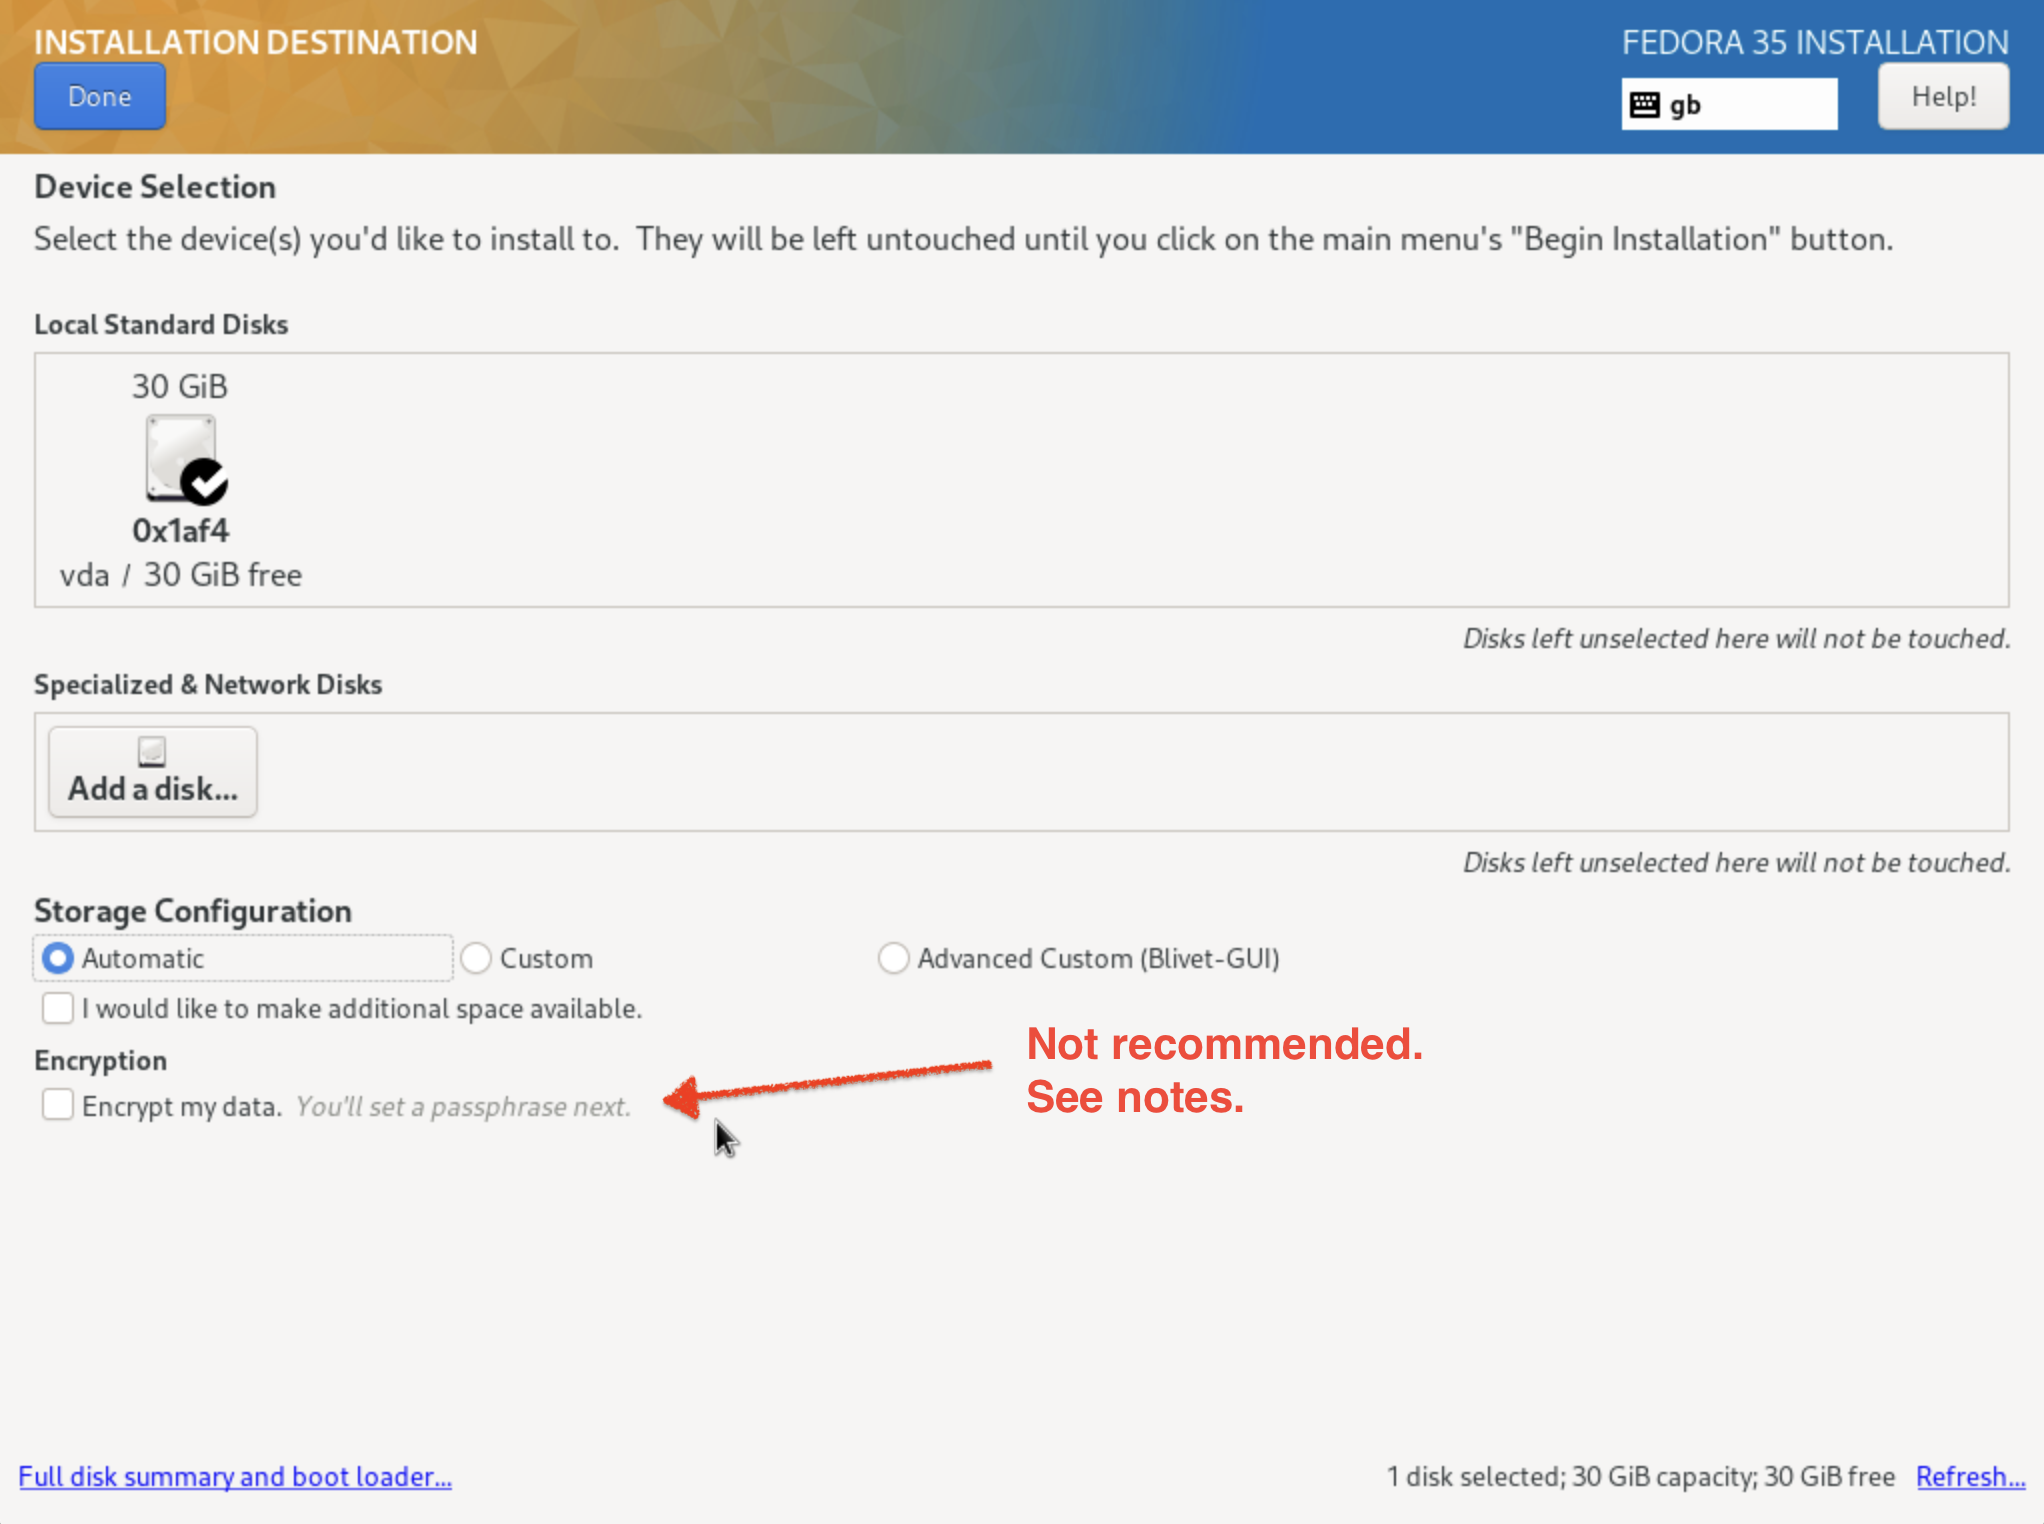 INSTALLATION DESTINATION
FEDORA 35 INSTALLATION
Done
gb
Help!
Device Selection
Select the device(s) you'd like to install to.  They will be left untouched until you click on the main menu's "Begin Installation" button.
Local Standard Disks
30 GiB
0x1af4
vda / 30 GiB free
Disks left unselected here will not be touched.
Specialized & Network Disks
Add a disk...
Disks left unselected here will not be touched.
Storage Configuration
Automatic
Custom
Advanced Custom (Blivet-GUI)
I would like to make additional space available.
Not recommended.
See notes.
Encryption
Encrypt my data. You'll set a passphrase next.
Full disk summary and boot loader...
1 disk selected; 30 GiB capacity; 30 GiB free
Refresh...